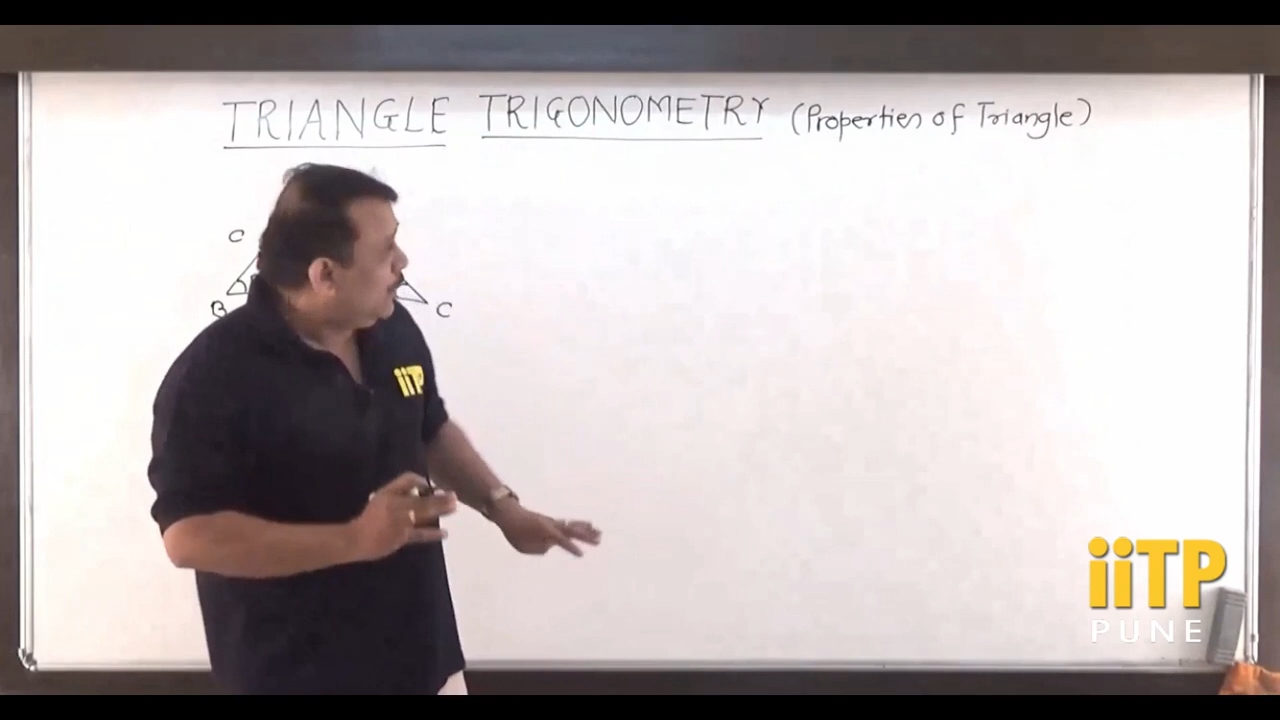 TRIANGLE TRIGONOMETRY (Properties of Triangle)
C
B
C
iiTP
iiTP
PUNE